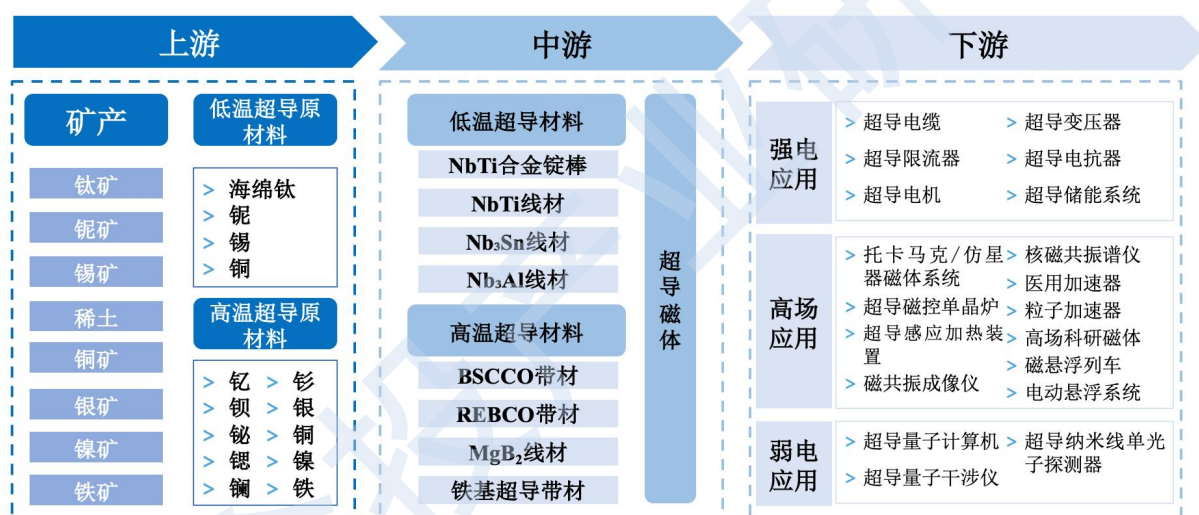 上游
中游
下游
矿产
钛矿
铌矿
锡矿
稀土
铜矿
银矿
镍矿
铁矿
低温超导原
材料
> 海绵钛
> 铌
> 锡
> 铜
高温超导原
材料
> 钇 > 钐
> 钡 > 银
> 铋 > 铜
> 锶 > 镍
> 镧 > 铁
低温超导材料
NbTi合金锭棒
NbTi线材
Nb₃Sn线材
Nb₃Al线材
高温超导材料
BSCCO带材
REBCO带材
MgB₂线材
铁基超导带材
超导磁体
强电
应用
> 超导电缆 > 超导变压器
> 超导限流器 > 超导电抗器
> 超导电机 > 超导储能系统
高场
应用
> 托卡马克/仿星
器磁体系统
> 超导磁控单晶炉
> 超导感应加热装
置
> 磁共振成像仪
> 核磁共振谱仪
> 医用加速器
> 粒子加速器
> 高场科研磁体
> 磁悬浮列车
> 电动悬浮系统
弱电
应用
> 超导量子计算机
> 超导量子干涉仪
> 超导纳米线单光
子探测器